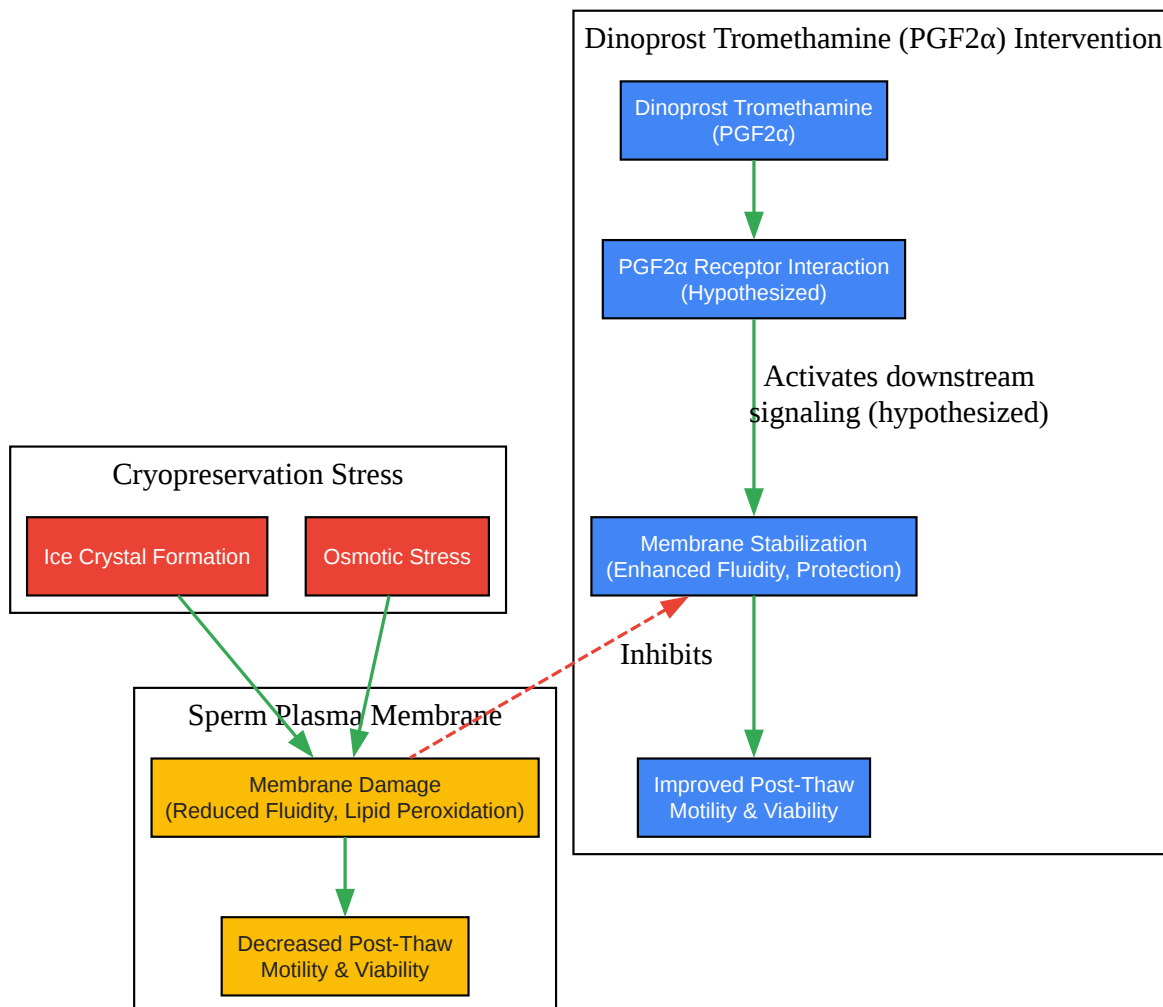 Dinoprost Tromethamine (PGF2α) Intervention
Dinoprost Tromethamine
(PGF2α)
PGF2α Receptor Interaction
(Hypothesized)
Activates downstream
signaling (hypothesized)
Cryopreservation Stress
Ice Crystal Formation
Osmotic Stress
Membrane Stabilization
(Enhanced Fluidity, Protection)
Inhibits
Sperm Plasma Membrane
Membrane Damage
(Reduced Fluidity, Lipid Peroxidation)
Improved Post-Thaw
Motility & Viability
Decreased Post-Thaw
Motility & Viability